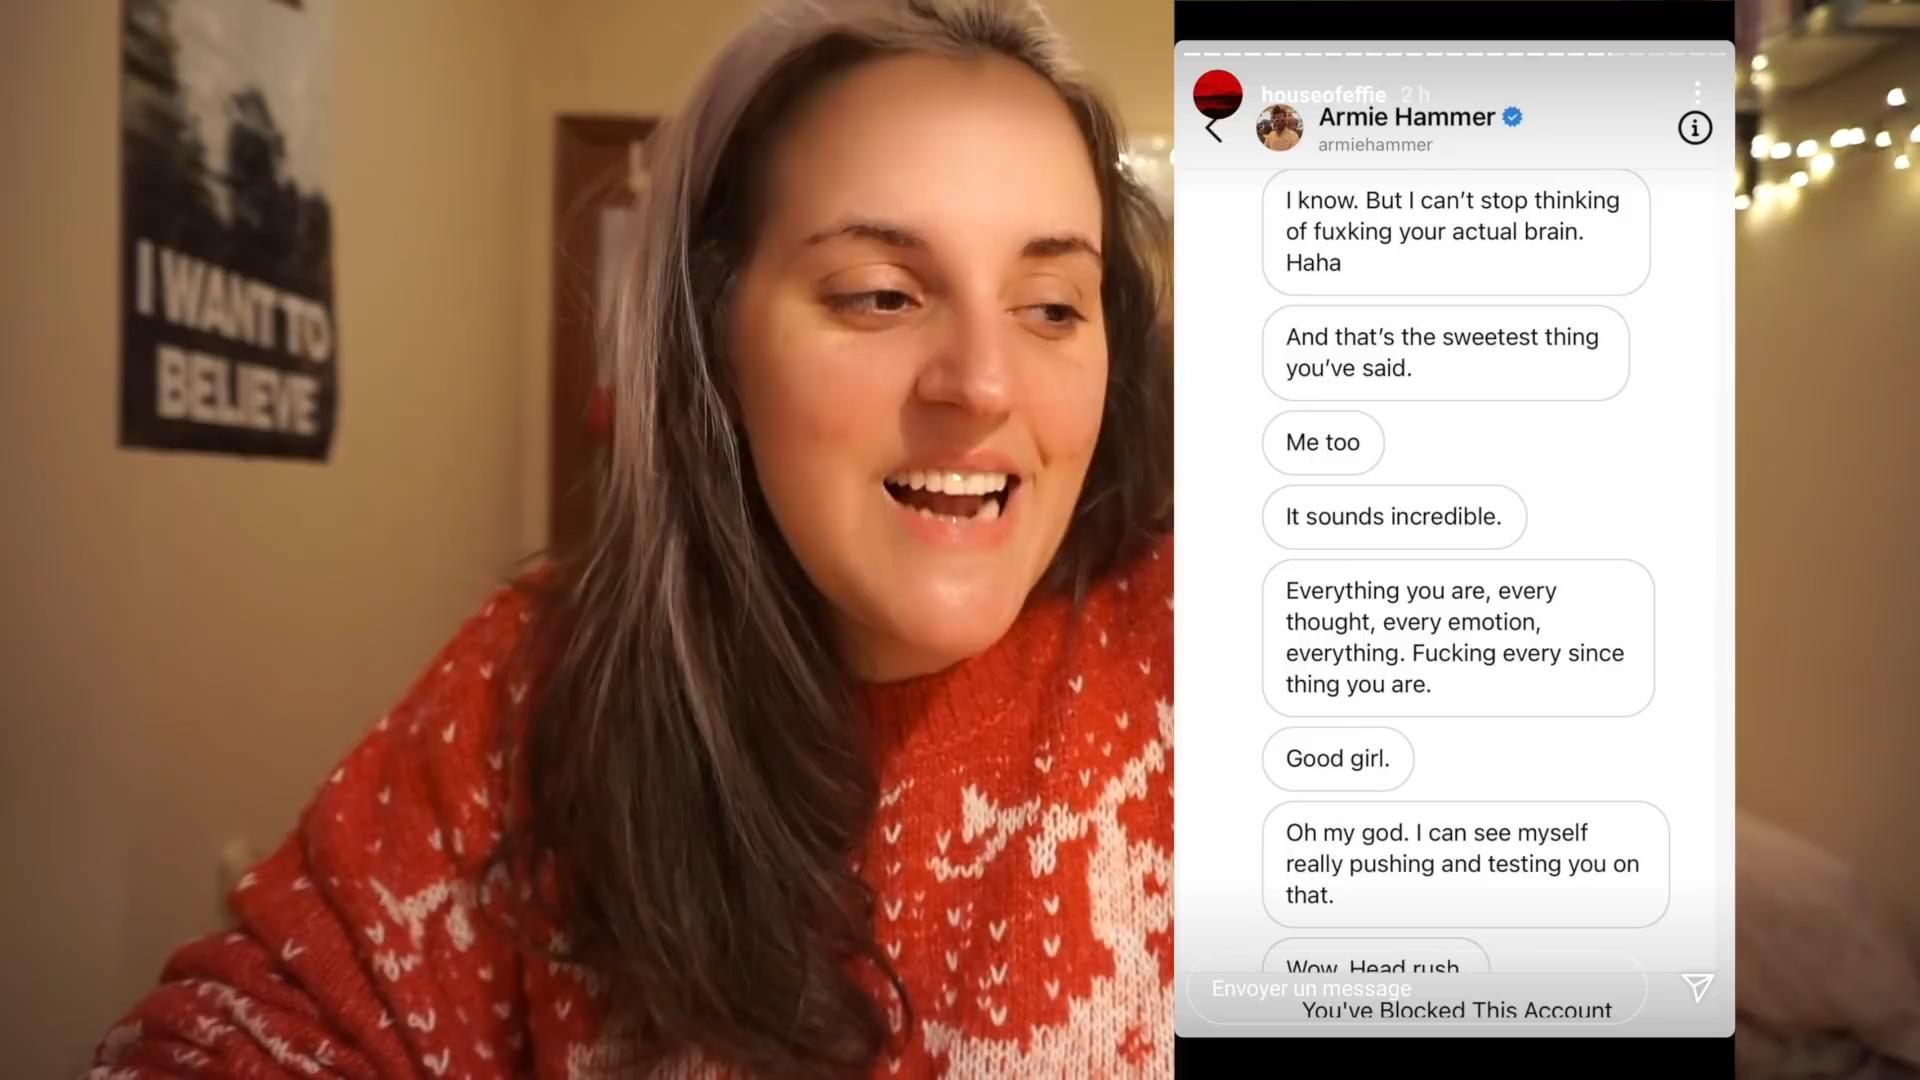 I WANT TO
BELIEVE
houseofeffie 2 h
Armie Hammer
armiehammer
I know. But I can’t stop thinking
of fuxking your actual brain.
Haha
And that’s the sweetest thing
you’ve said.
Me too
It sounds incredible.
Everything you are, every
thought, every emotion,
everything. Fucking every since
thing you are.
Good girl.
Oh my god. I can see myself
really pushing and testing you on
that.
Wow. Head rush
Envoyer un message
You've Blocked This Account